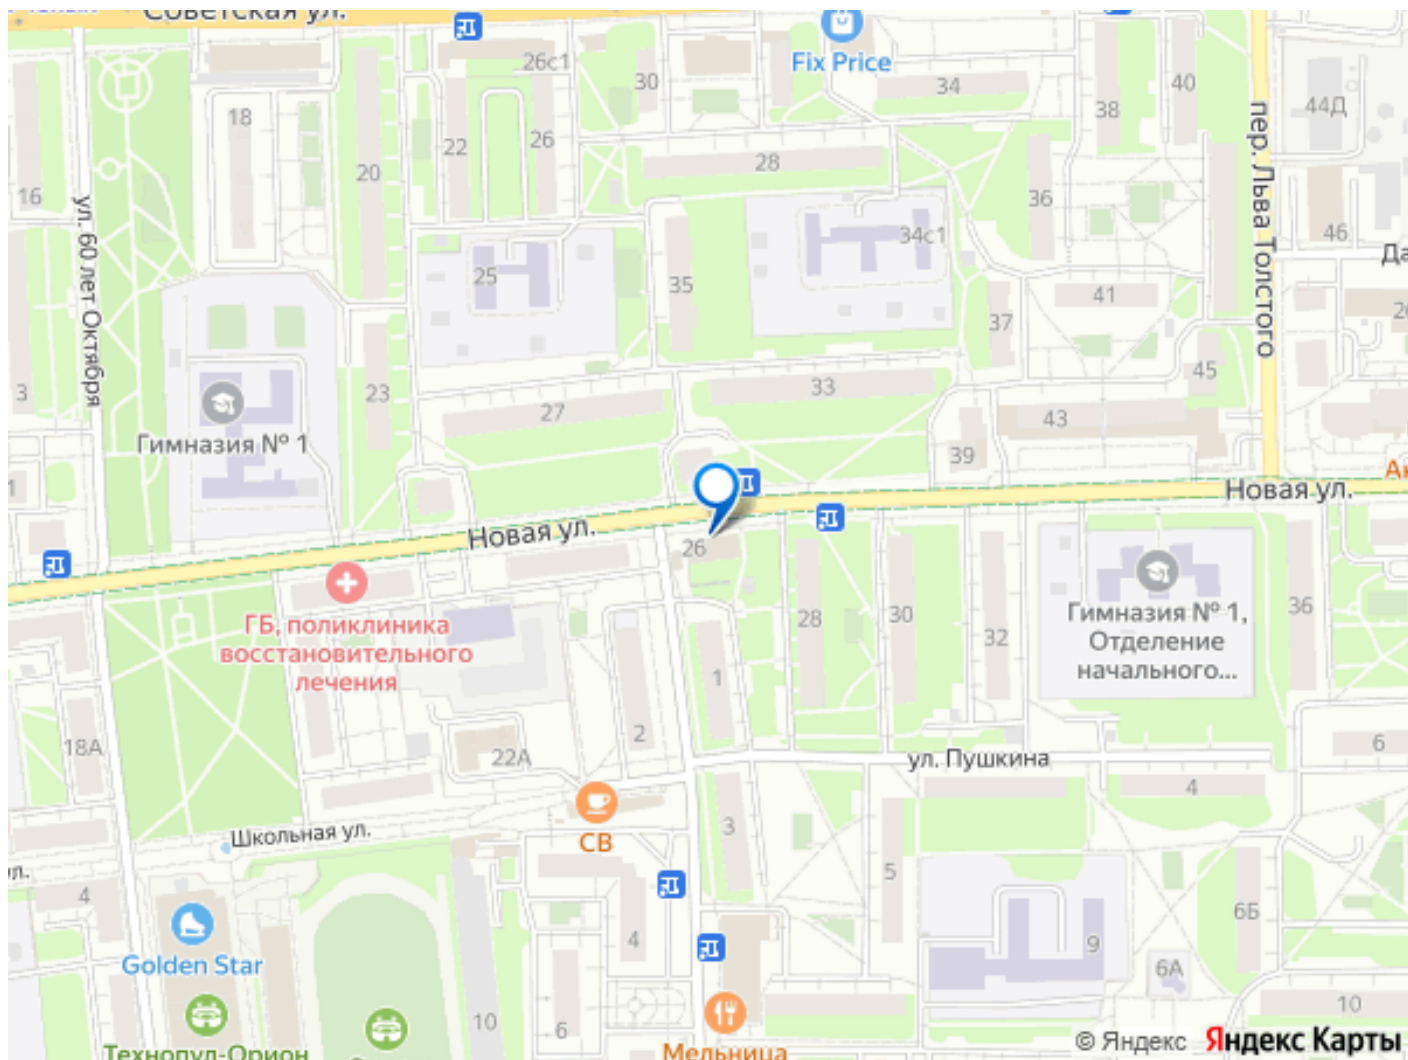 Советская ул.
26с1
30
Fix Price
34
40
38
44Д
18
22
26
20
28
16
36
46
ул. 60 лет Октября
пер. Льва Толстого
34с1
25
35
41
37
23
27
33
45
3
43
39
Гимназия № 1
Новая ул.
Новая ул.
26
28
30
32
36
Гимназия № 1,
Отделение
начального...
ГБ, поликлиника
восстановительного
лечения
1
2
18А
22А
ул. Пушкина
6
4
СВ
3
Школьная ул.
5
4
4
6Б
9
6А
Golden Star
10
6
10
Технопул-Орион
Мельница
© Яндекс Яндекс Карты